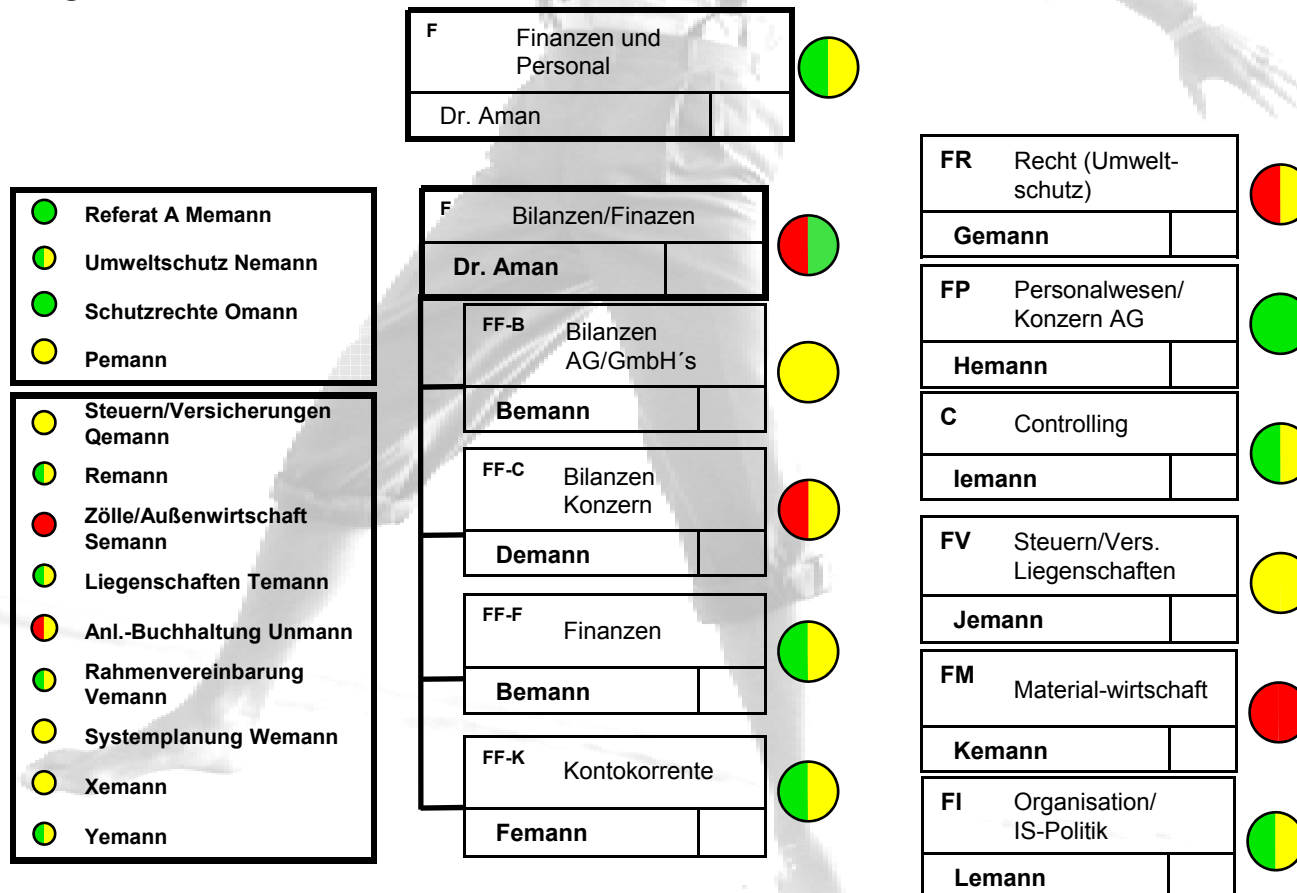 F
Finanzen und
Personal
Dr. Aman
Referat A Memann
Umweltschutz Nemann
Schutzrechte Omann
Pemann
Steuern/Versicherungen
Qemann
Remann
Zölle/Außenwirtschaft
Semann
Liegenschaften Temann
Anl.-Buchhaltung Unmann
Rahmenvereinbarung
Vemann
Systemplanung Wemann
Xemann
Yemann
F
Bilanzen/Finazen
Dr. Aman
FF-B
Bilanzen
AG/GmbH´s
Bemann
FF-C
Bilanzen
Konzern
Demann
FF-F
Finanzen
Bemann
FF-K
Kontokorrente
Femann
FR Recht (Umwelt-
schutz)
Gemann
FP Personalwesen/
Konzern AG
Hemann
C
Controlling
Iemann
FV Steuern/Vers.
Liegenschaften
Jemann
FM
Material-wirtschaft
Kemann
FI Organisation/
IS-Politik
Lemann